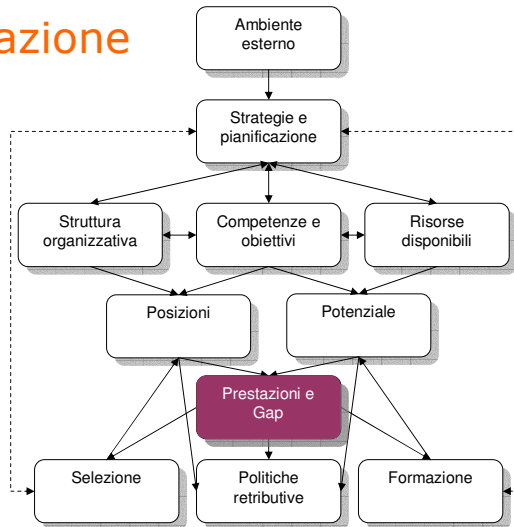 azione
Ambiente
esterno
Strategie e
pianificazione
Struttura
organizzativa
Competenze e
obiettivi
Risorse
disponibili
Posizioni
Potenziale
Prestazioni e
Gap
Selezione
Politiche
retributive
Formazione